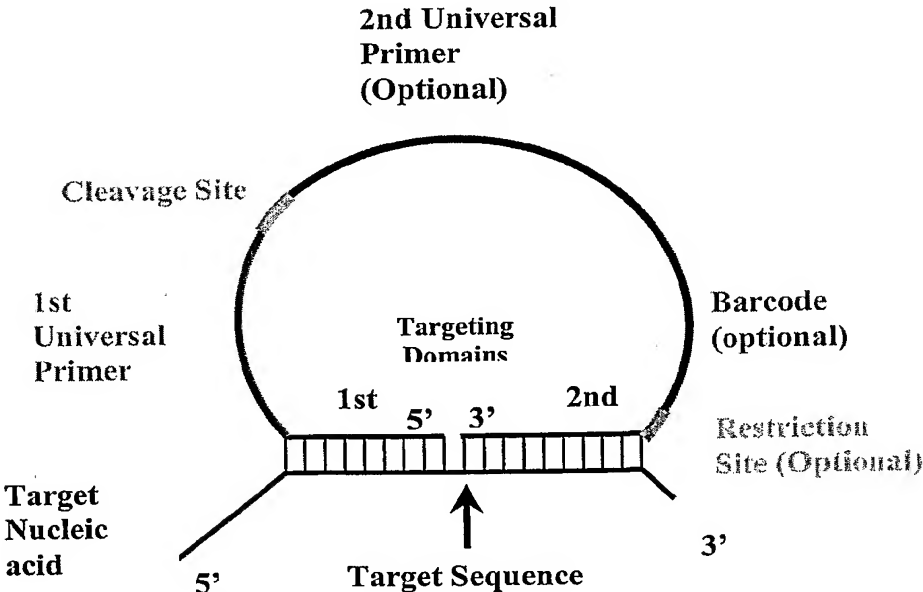 2nd Universal
Primer
(Optional)
Cleavage Site
1st
Universal
Primer
Targeting
Domains
Barcode
(optional)
1st 5’ 3’ 2nd
Restriction
Site (Optional)
Target
Nucleic
acid
5’
Target Sequence
3’